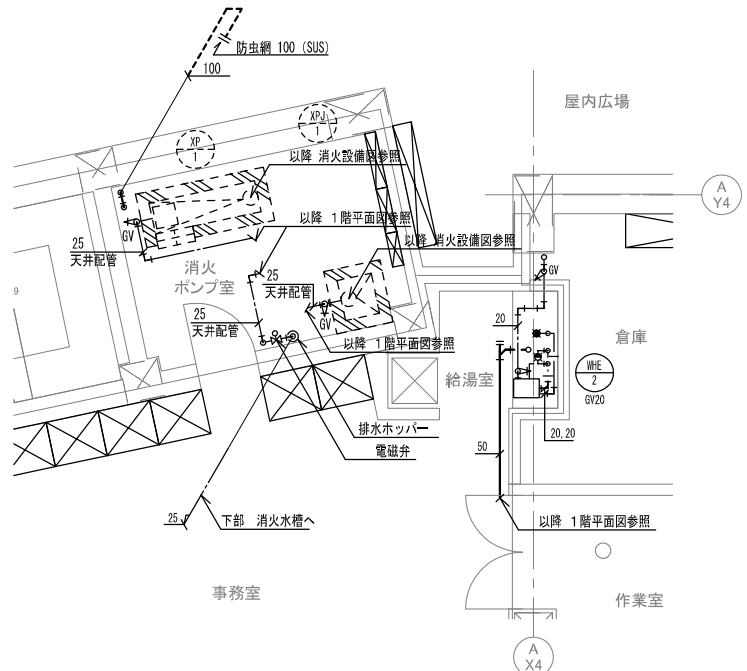 防虫網 100 (SUS)
100
屋内広場
XPJ
1
XP
1
以降 消火設備図参照
A
Y4
以降 1階平面図参照
GV
25
天井配管
以降 消火設備図参照
消火
ポンプ室
25
天井配管
GV
GV
9
25
天井配管
20
以降 1階平面図参照
倉庫
給湯室
WHE
2
GV20
排水ホッパー
20,20
電磁弁
50
25
下部 消火水槽へ
以降 1階平面図参照
事務室
作業室
A
X4